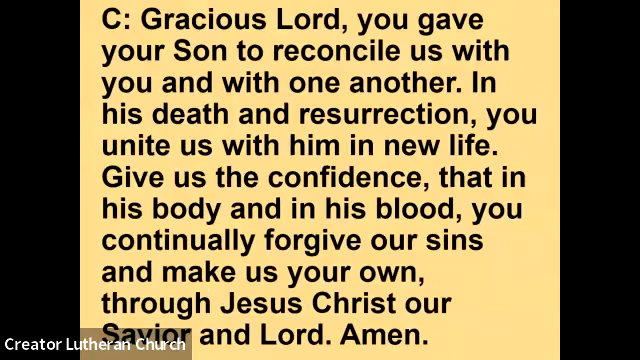 C: Gracious Lord, you gave
your Son to reconcile us with
you and with one another. In
his death and resurrection, you
unite us with him in new life.
Give us the confidence, that in
his body and in his blood, you
continually forgive our sins
and make us your own,
through Jesus Christ our
Savior and Lord. Amen.
Creator Lutheran Church